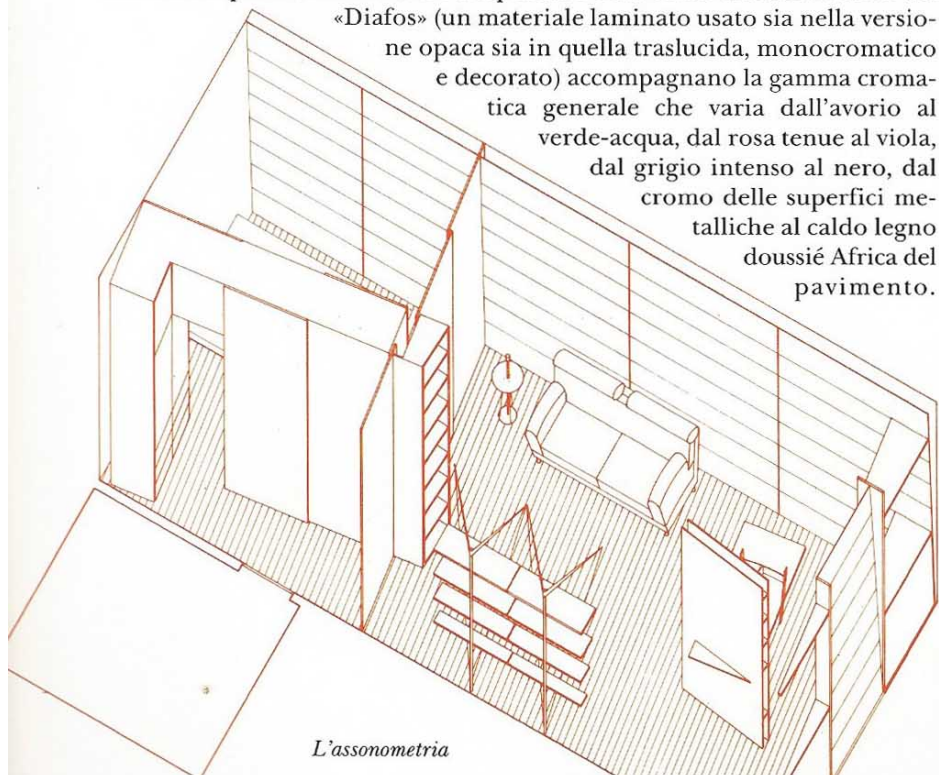 «Diafos» (un materiale laminato usato sia nella versio-
ne opaca sia in quella traslucida, monocromatico
e decorato) accompagnano la gamma croma-
tica generale che varia dall'avorio al
verde-acqua, dal rosa tenue al viola,
dal grigio intenso al nero, dal
cromo delle superfici me-
talliche al caldo legno
doussié Africa del
pavimento.
L'assonometria